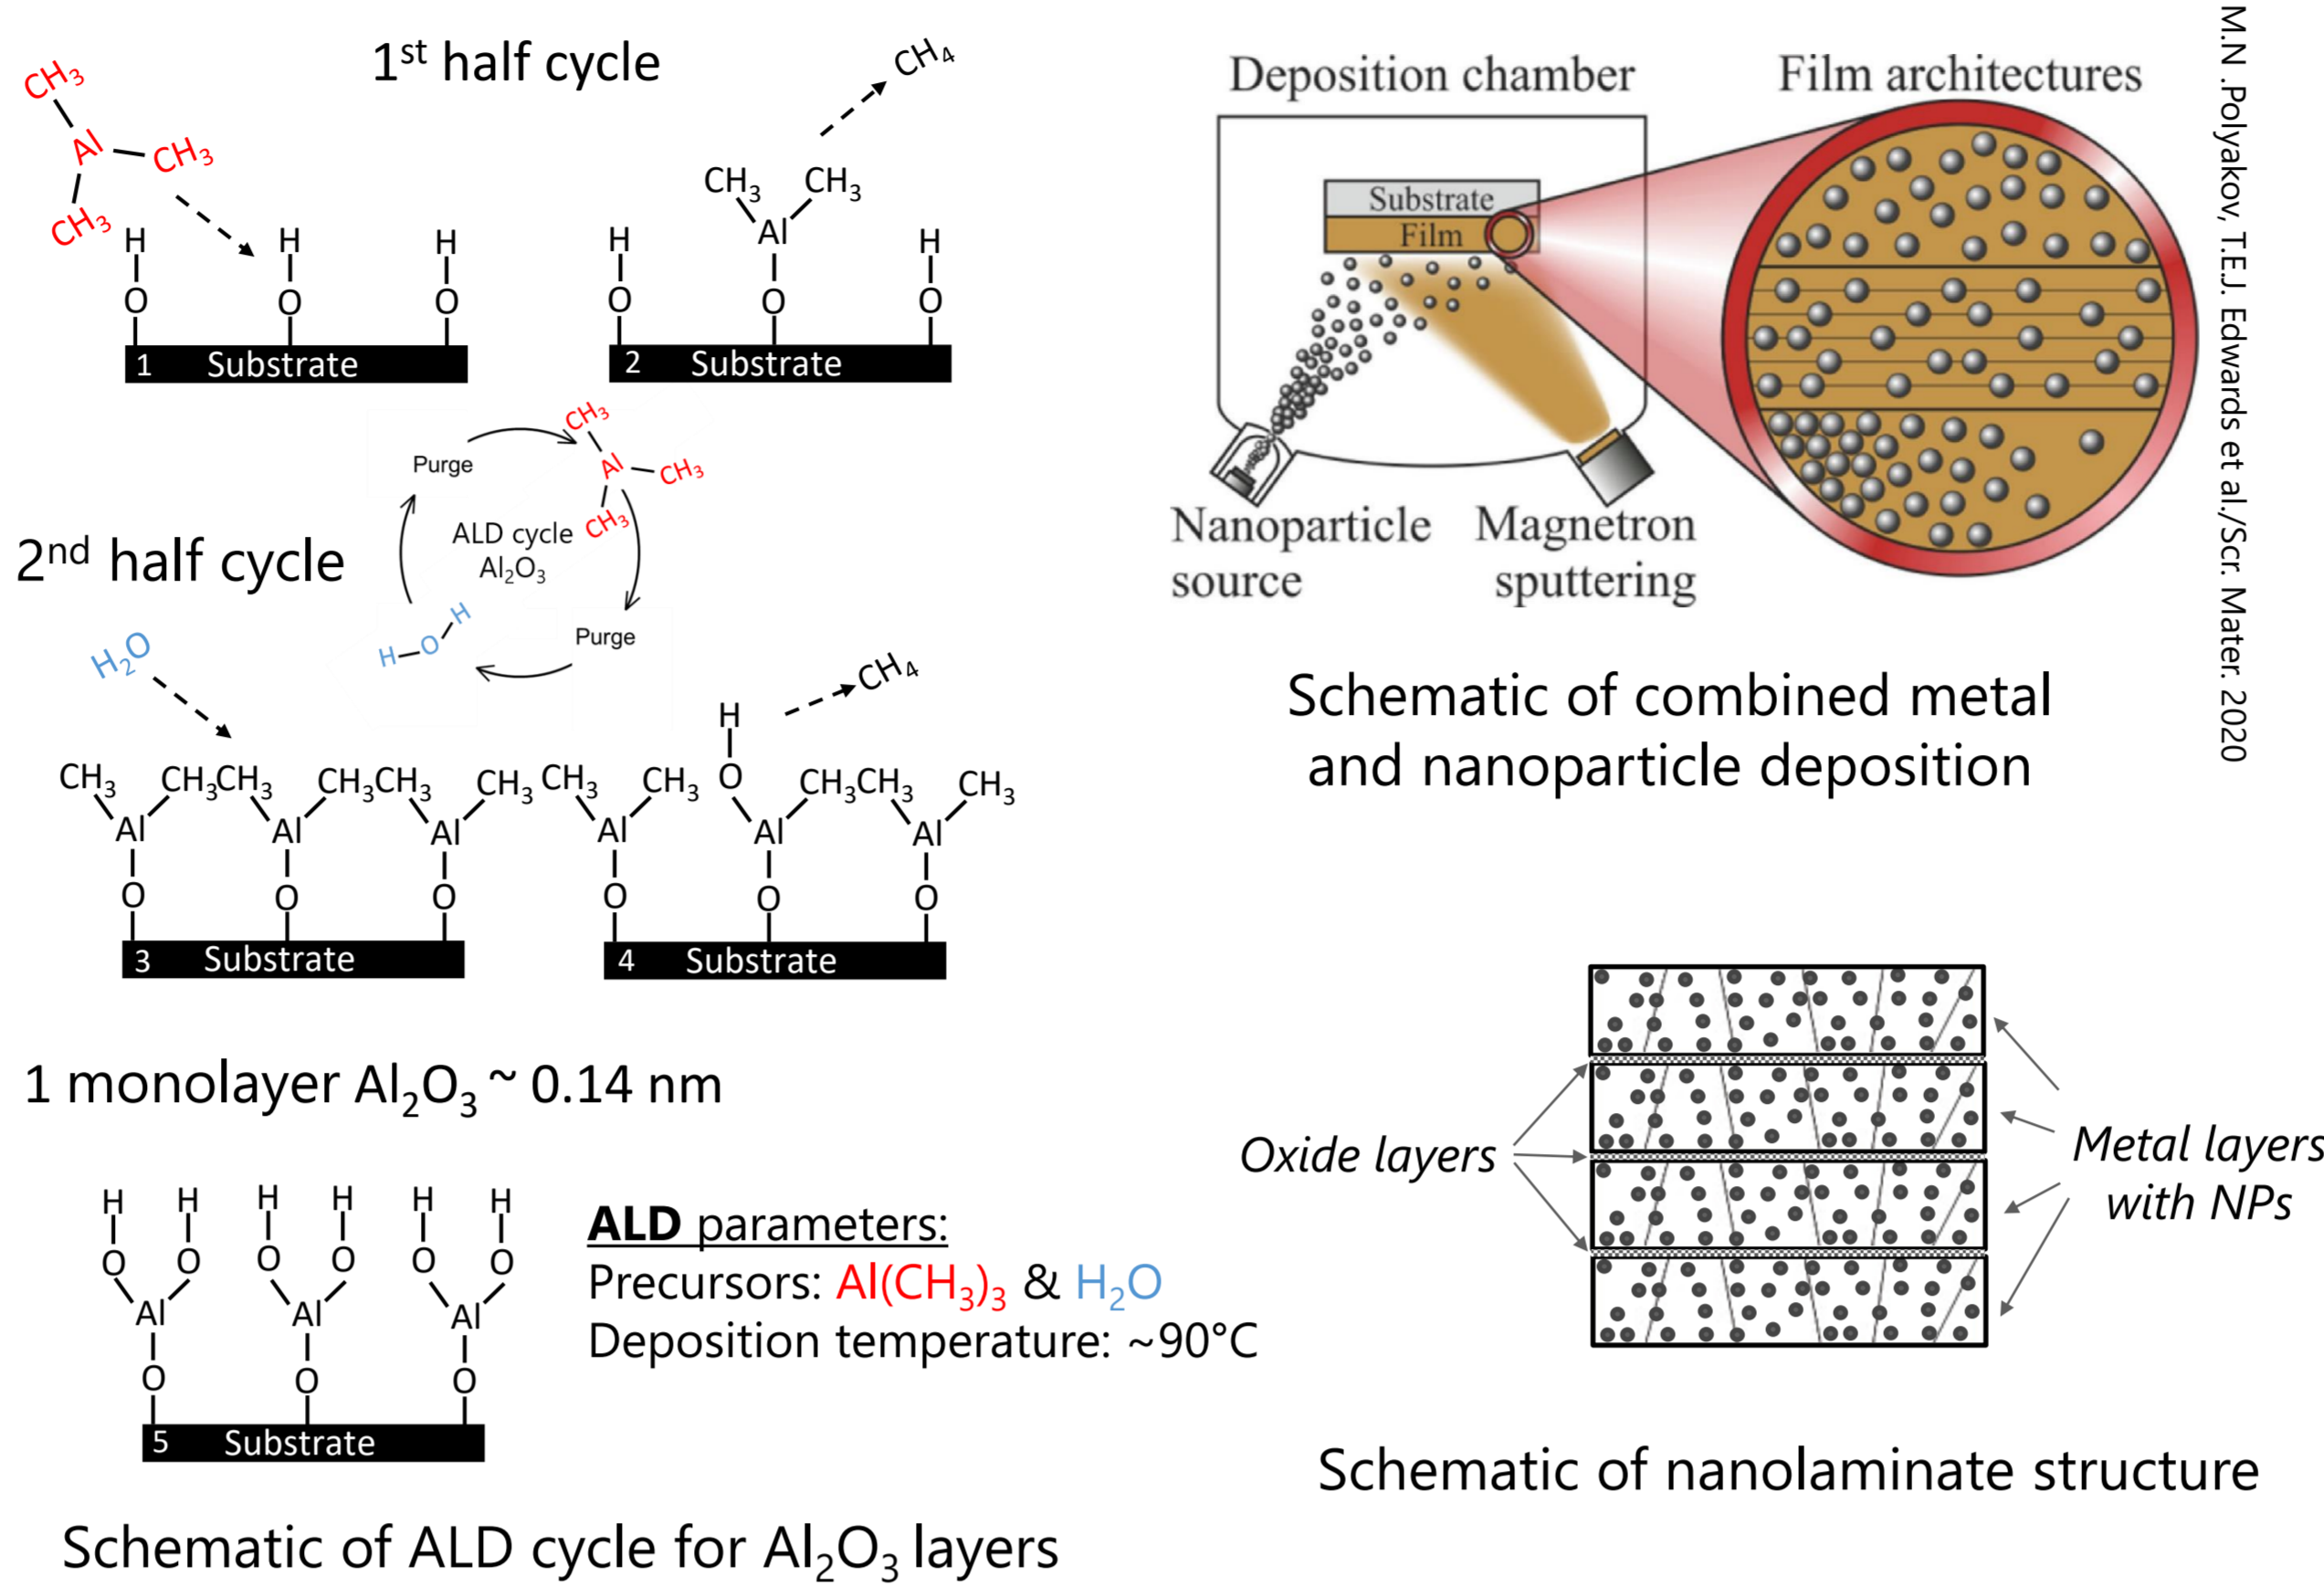 1st half cycle
CH3
Al
CH3
CH3
H
H
H
O
O
O
1 Substrate
CH4
CH3 CH3
Al
H
H
O
O
O
2 Substrate
Purge
CH3
Al
CH3
CH3
ALD cycle
Al2O3
Purge
H
O
H
2nd half cycle
H2O
CH3 CH3CH3 CH3CH3 CH3
Al Al Al
O O O
3 Substrate
CH4
H
CH3 CH3 O CH3CH3 CH3
Al Al Al
O O O
4 Substrate
1 monolayer Al2O3 ~ 0.14 nm
H H H H H H
O O O O O O
Al Al Al
O O O
5 Substrate
ALD parameters:
Precursors: Al(CH3)3 & H2O
Deposition temperature: ~90°C
Schematic of ALD cycle for Al2O3 layers
Deposition chamber
Film architectures
Substrate
Film
Nanoparticle
source
Magnetron
sputtering
M.N .Polyakov, T.E.J. Edwards et al./Scr. Mater. 2020
Schematic of combined metal
and nanoparticle deposition
Oxide layers
Metal layers
with NPs
Schematic of nanolaminate structure